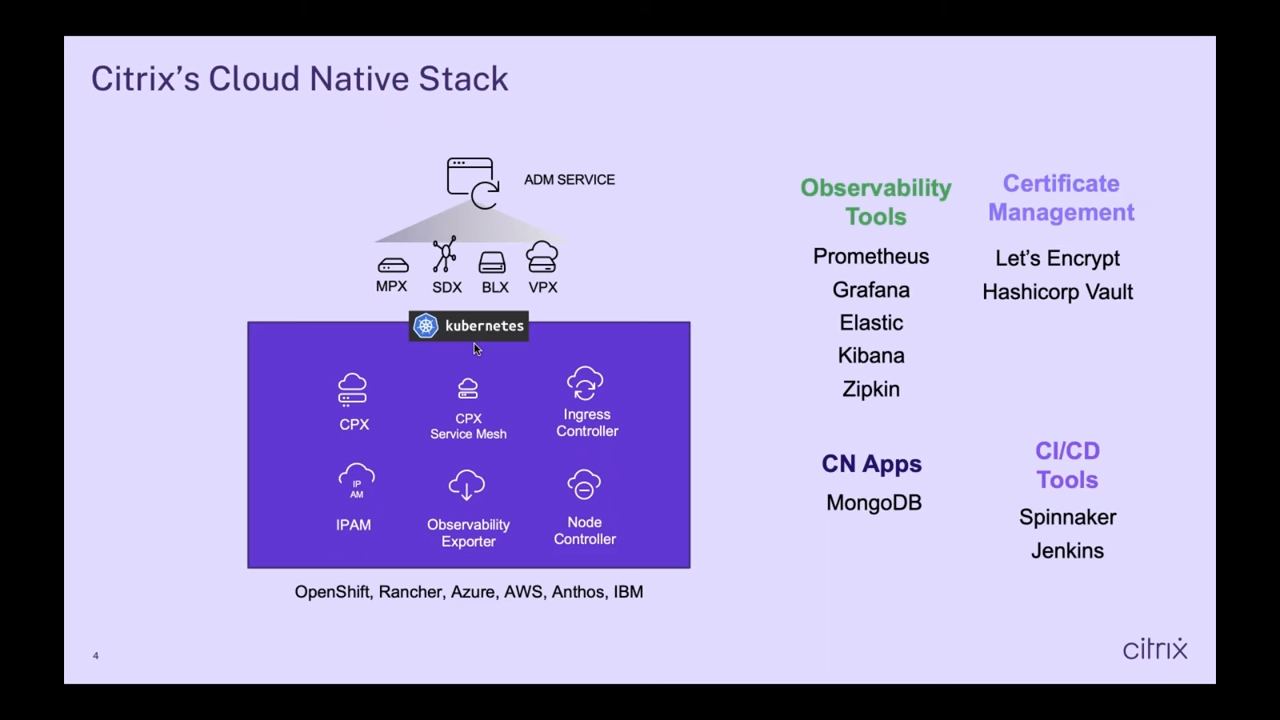 Citrix’s Cloud Native Stack
ADM SERVICE
MPX
SDX
BLX
VPX
kubernetes
CPX
CPX
Service Mesh
Ingress
Controller
IP
AM
IPAM
Observability
Exporter
Node
Controller
OpenShift, Rancher, Azure, AWS, Anthos, IBM
Observability
Tools
Prometheus
Grafana
Elastic
Kibana
Zipkin
Certificate
Management
Let’s Encrypt
Hashicorp Vault
CN Apps
MongoDB
CI/CD
Tools
Spinnaker
Jenkins
4
citrix